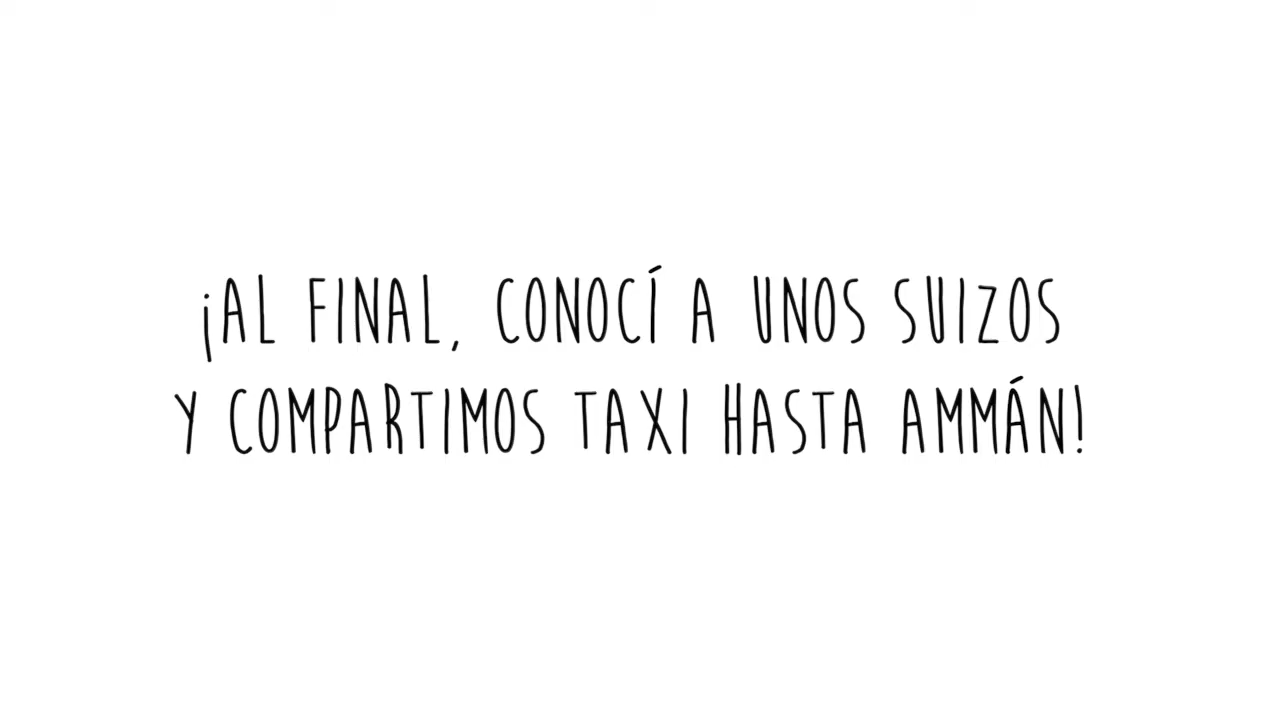 ¡AL FINAL, CONOCÍ A UNOS SUIZOS
Y COMPARTIMOS TAXI HASTA AMMÁN!